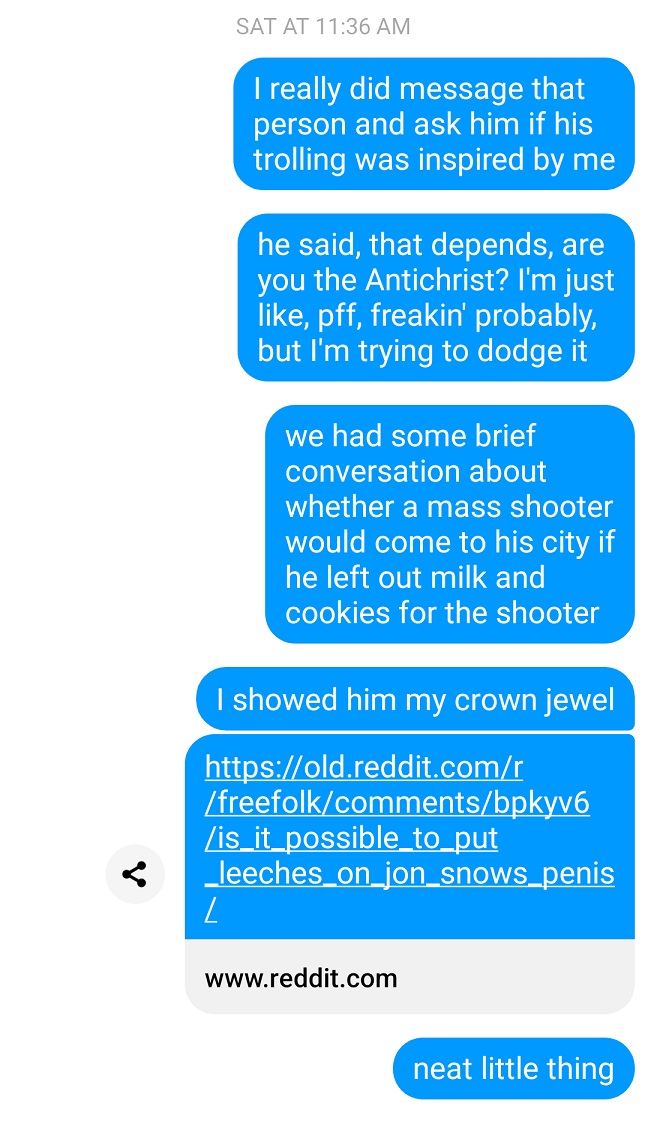 SAT AT 11:36 AM
I really did message that
person and ask him if his
trolling was inspired by me
he said, that depends, are
you the Antichrist? I'm just
like, pff, freakin' probably,
but I'm trying to dodge it
we had some brief
conversation about
whether a mass shooter
would come to his city if
he left out milk and
cookies for the shooter
I showed him my crown jewel
https://old.reddit.com/r
/freefolk/comments/bpkyv6
/is_it_possible_to_put
_leeches_on_jon_snows_penis
/
www.reddit.com
neat little thing